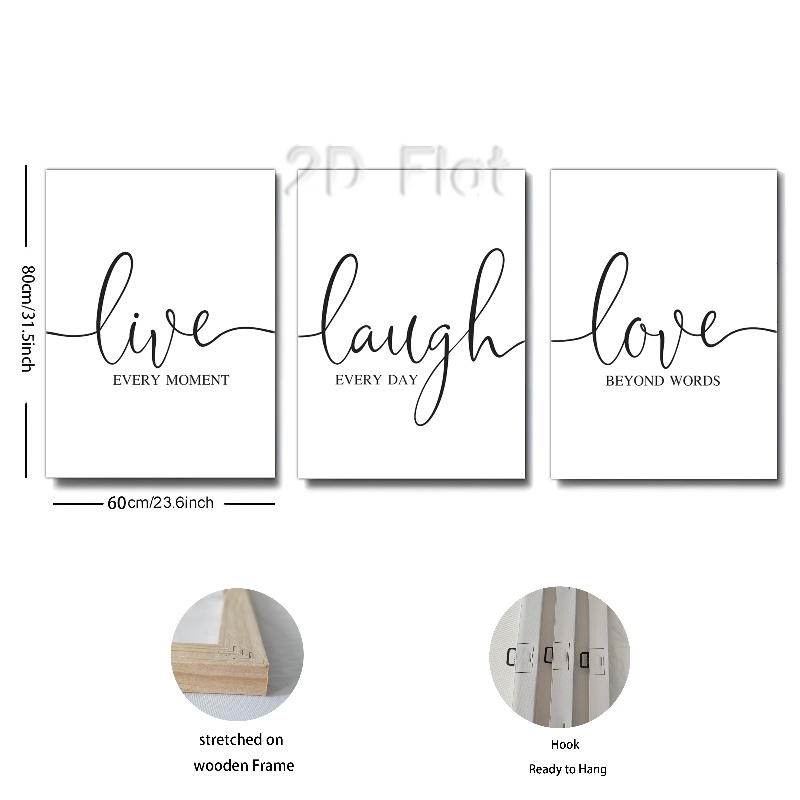 2D Flat
80cm/31.5inch
live
EVERY MOMENT
laugh
EVERY DAY
love
BEYOND WORDS
60cm/23.6inch
stretched on
wooden Frame
Hook
Ready to Hang